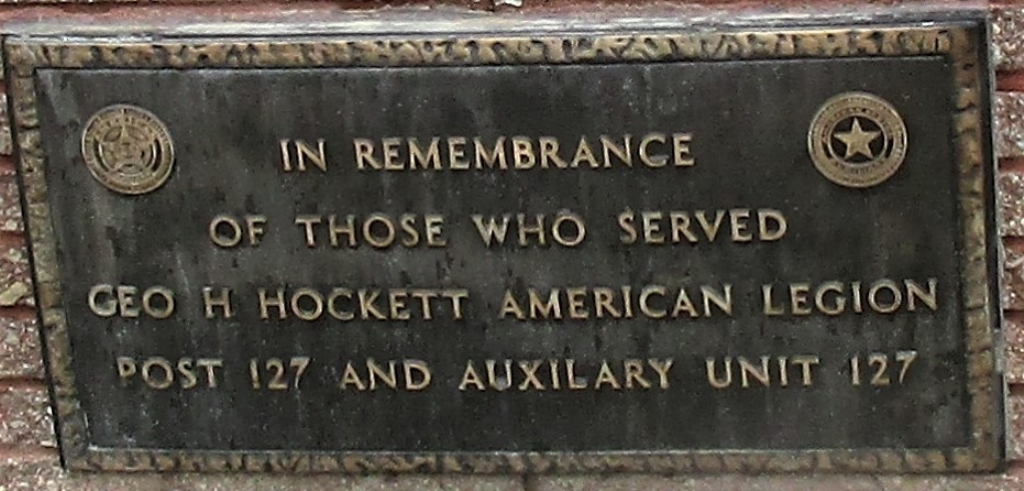 IN REMEMBRANCE
OF THOSE WHO SERVED
GEO H HOCKETT AMERICAN LEGION
POST 127 AND AUXILARY UNIT 127